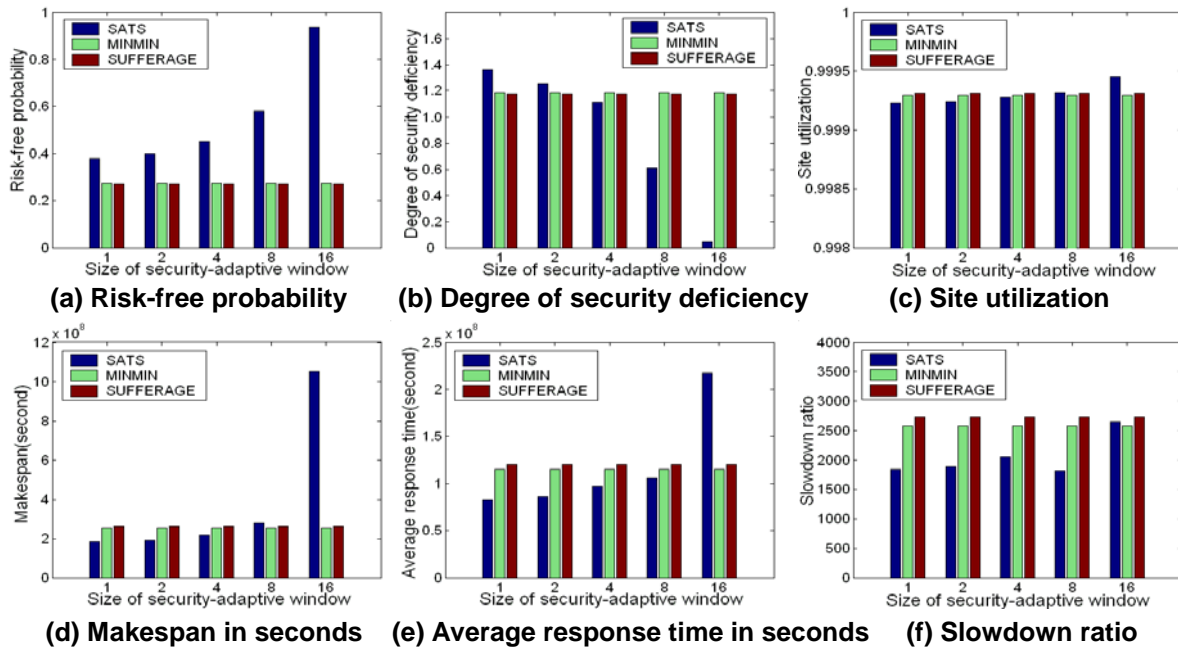 Risk-free probability
1
0.8
0.6
0.4
0.2
0
SATS
MINMIN
SUFFERAGE
1 2 4 8 16
Size of security-adaptive window
(a) Risk-free probability
Degree of security deficiency
1.6
1.4
1.2
1
0.8
0.6
0.4
0.2
0
SATS
MINMIN
SUFFERAGE
1 2 4 8 16
Size of security-adaptive window
(b) Degree of security deficiency
Site utilization
1
0.9995
0.999
0.9985
0.998
SATS
MINMIN
SUFFERAGE
1 2 4 8 16
Size of security-adaptive window
(c) Site utilization
Makespan(second)
x 10^8
12
10
8
6
4
2
0
SATS
MINMIN
SUFFERAGE
1 2 4 8 16
Size of security-adaptive window
(d) Makespan in seconds
Average response time(second)
x 10^8
2.5
2
1.5
1
0.5
0
SATS
MINMIN
SUFFERAGE
1 2 4 8 16
Size of security-adaptive window
(e) Average response time in seconds
Slowdown ratio
4000
3500
3000
2500
2000
1500
1000
500
0
SATS
MINMIN
SUFFERAGE
1 2 4 8 16
Size of security-adaptive window
(f) Slowdown ratio